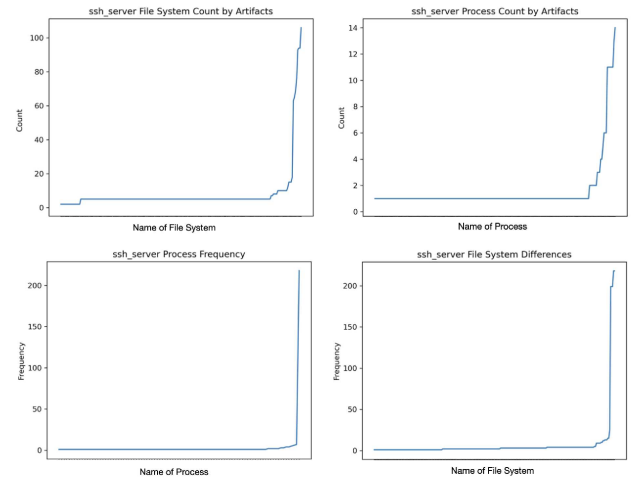 ssh_server File System Count by Artifacts
100
80
60
40
20
0
Count
Name of File System
ssh_server Process Count by Artifacts
14
12
10
8
6
4
2
0
Count
Name of Process
ssh_server Process Frequency
200
150
100
50
0
Frequency
Name of Process
ssh_server File System Differences
200
150
100
50
0
Frequency
Name of File System